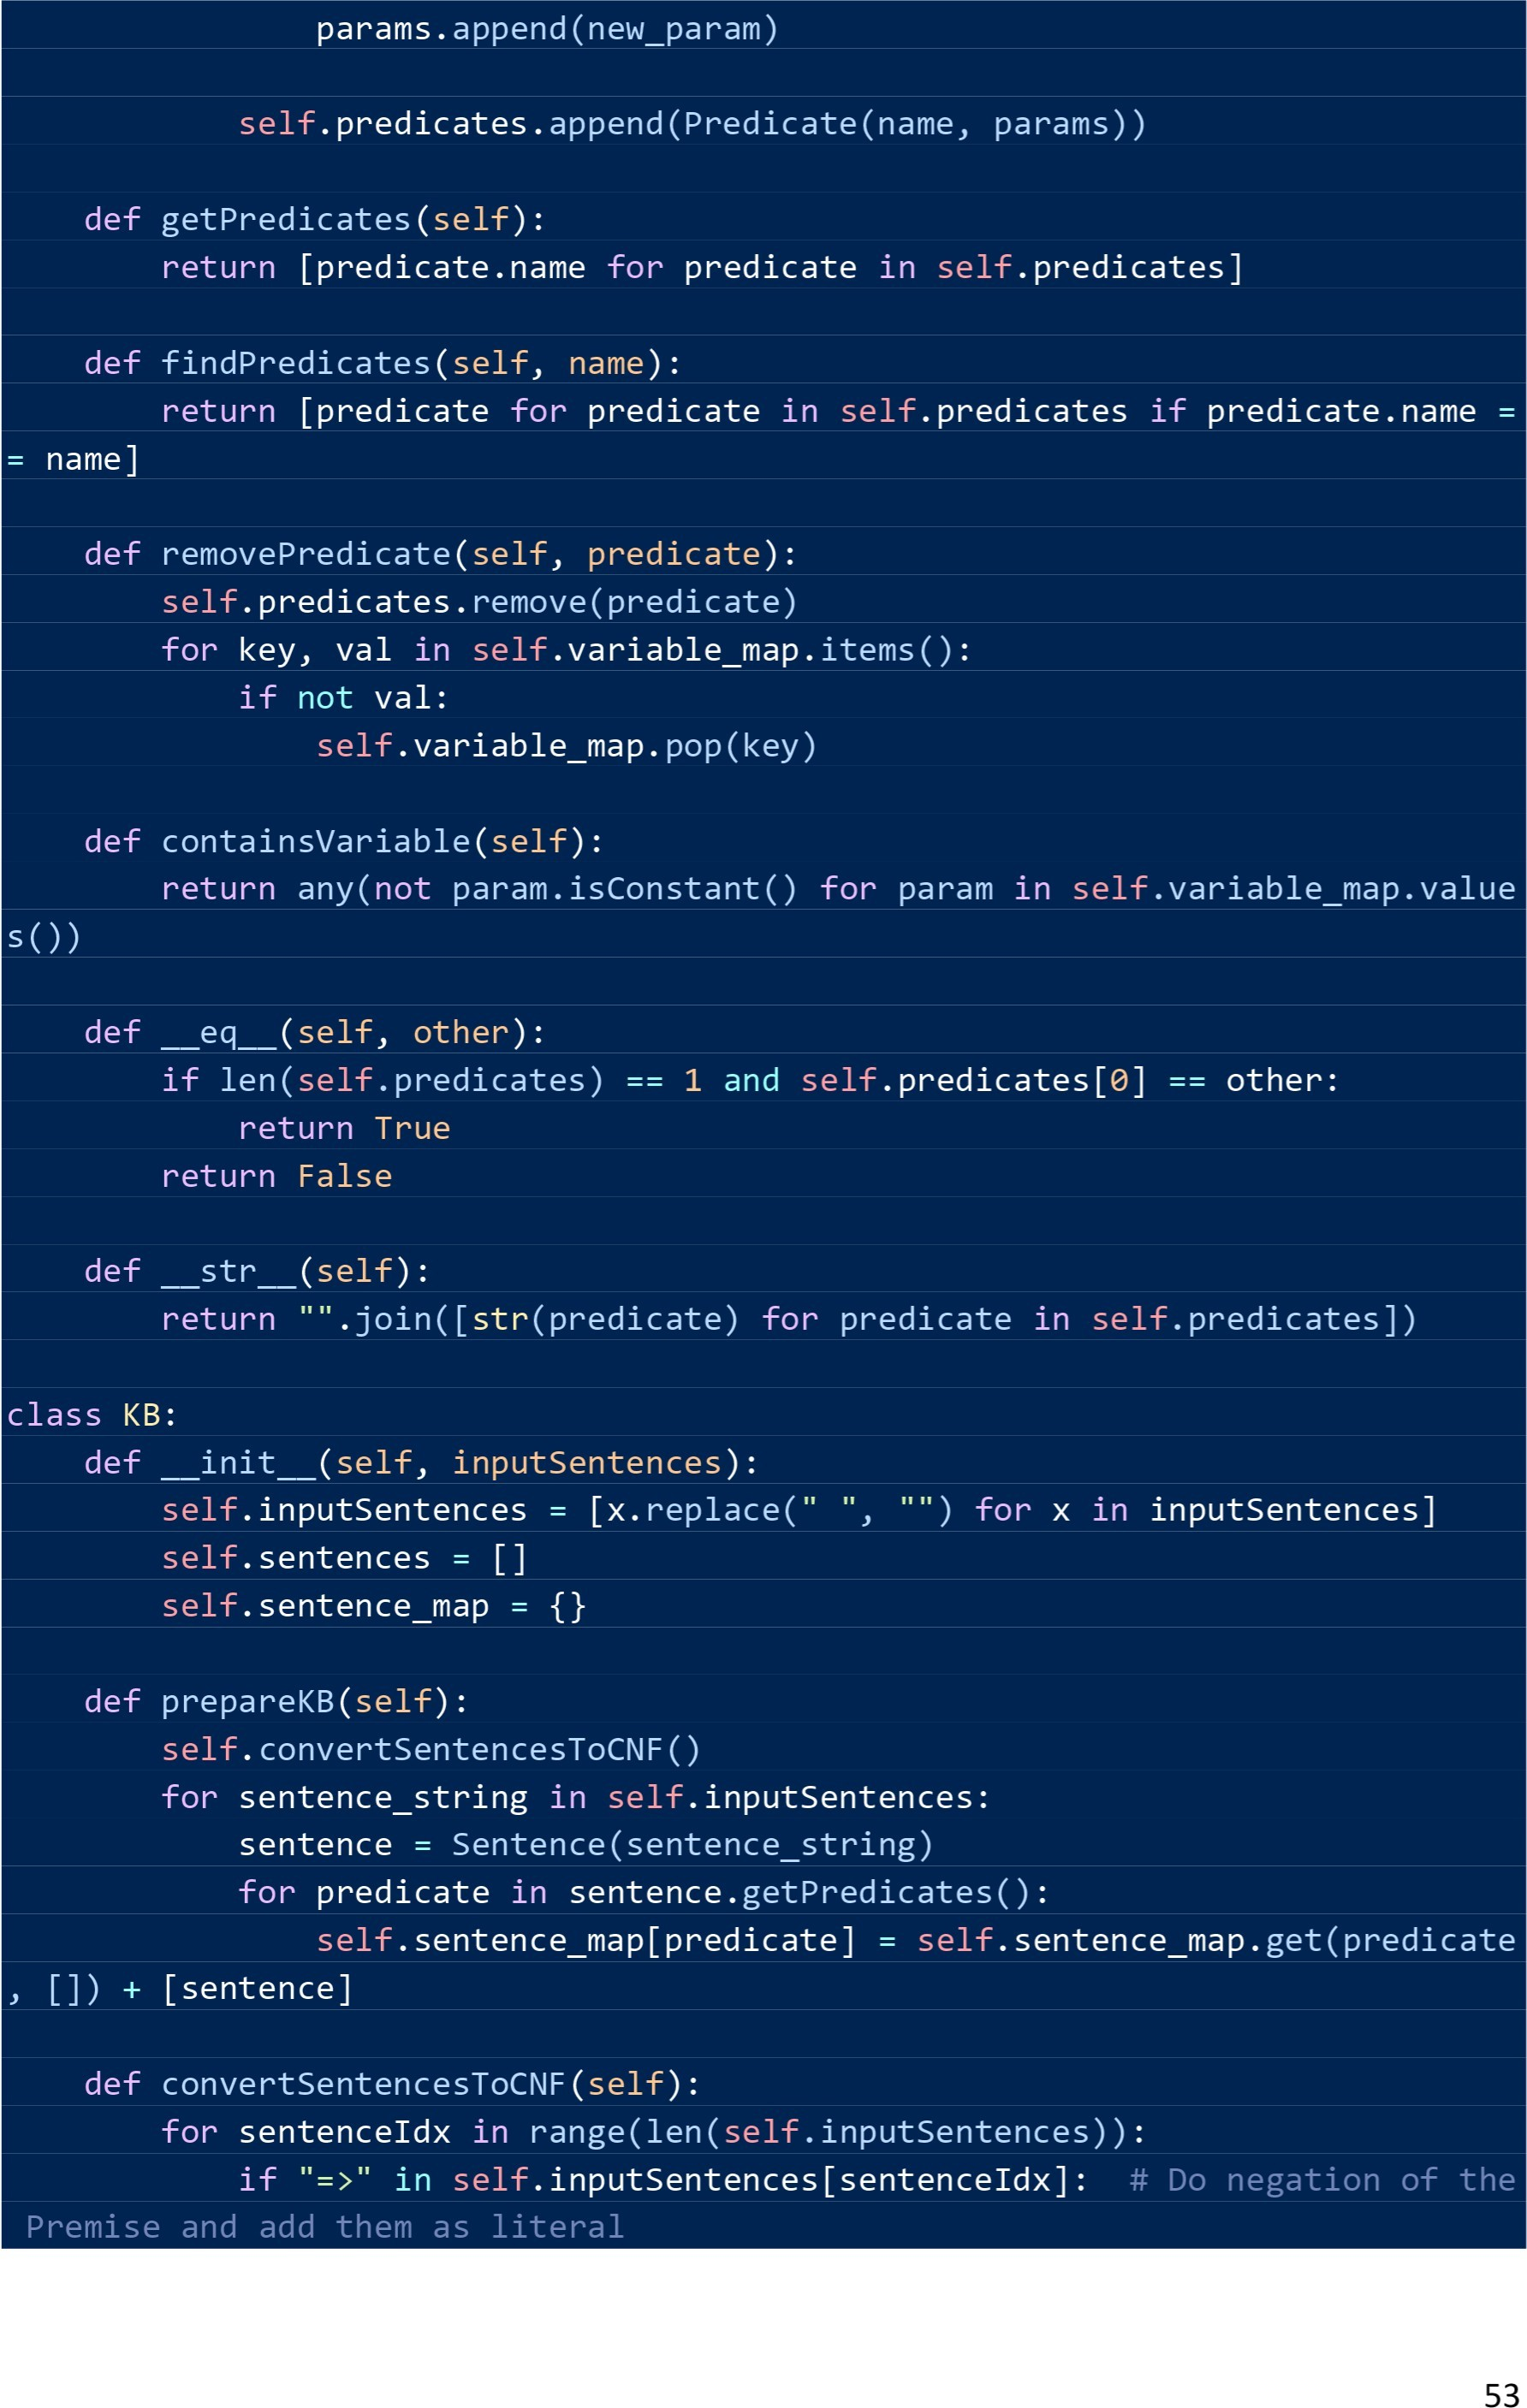 params.append(new_param)

            self.predicates.append(Predicate(name, params))

    def getPredicates(self):
        return [predicate.name for predicate in self.predicates]

    def findPredicates(self, name):
        return [predicate for predicate in self.predicates if predicate.name =
= name]

    def removePredicate(self, predicate):
        self.predicates.remove(predicate)
        for key, val in self.variable_map.items():
            if not val:
                self.variable_map.pop(key)

    def containsVariable(self):
        return any(not param.isConstant() for param in self.variable_map.value
s())

    def __eq__(self, other):
        if len(self.predicates) == 1 and self.predicates[0] == other:
            return True
        return False

    def __str__(self):
        return "".join([str(predicate) for predicate in self.predicates])

class KB:
    def __init__(self, inputSentences):
        self.inputSentences = [x.replace(" ", "") for x in inputSentences]
        self.sentences = []
        self.sentence_map = {}

    def prepareKB(self):
        self.convertSentencesToCNF()
        for sentence_string in self.inputSentences:
            sentence = Sentence(sentence_string)
            for predicate in sentence.getPredicates():
                self.sentence_map[predicate] = self.sentence_map.get(predicate
, []) + [sentence]

    def convertSentencesToCNF(self):
        for sentenceIdx in range(len(self.inputSentences)):
            if "=>" in self.inputSentences[sentenceIdx]:  # Do negation of the
 Premise and add them as literal
53